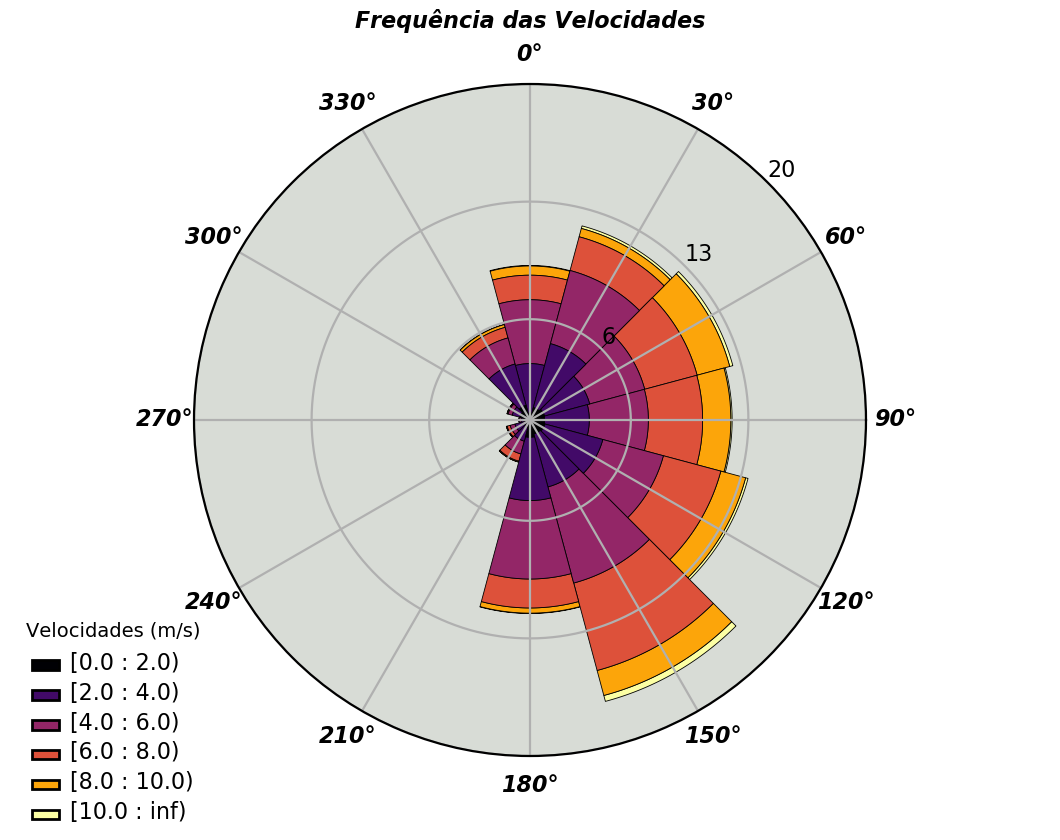 Frequência das Velocidades
0°
330°
30°
20
300°
60°
13
6
270°
90°
240°
120°
210°
150°
180°
Velocidades (m/s)
[0.0 : 2.0)
[2.0 : 4.0)
[4.0 : 6.0)
[6.0 : 8.0)
[8.0 : 10.0)
[10.0 : inf)